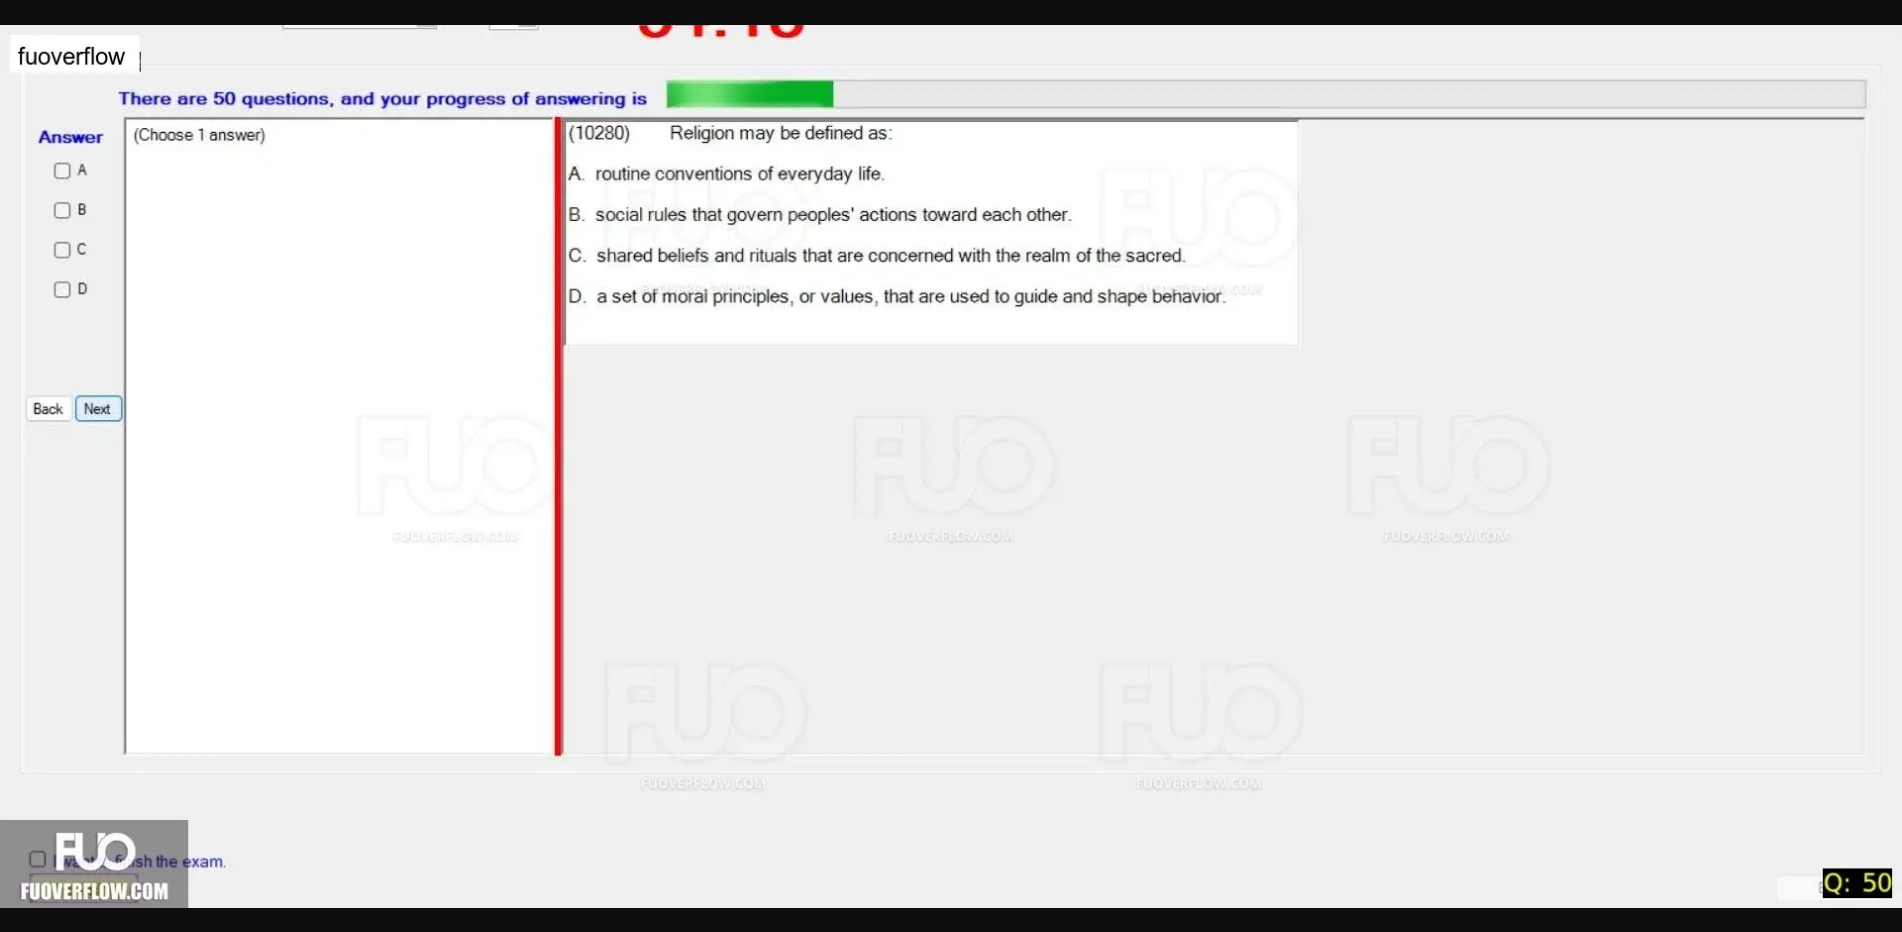 fuoverflow
There are 50 questions, and your progress of answering is
Answer
(Choose 1 answer)
A
B
C
D
Back
Next
(10280) Religion may be defined as:
A. routine conventions of everyday life.
B. social rules that govern peoples' actions toward each other.
C. shared beliefs and rituals that are concerned with the realm of the sacred.
D. a set of moral principles, or values, that are used to guide and shape behavior.
FUO
FUOVERFLOW.COM
FUO
FUOVERFLOW.COM
FUO
FUOVERFLOW.COM
FUO
FUOVERFLOW.COM
FUO
FUOVERFLOW.COM
FUO
FUOVERFLOW.COM
FUO
the exam.
FUOVERFLOW.COM
Q: 50